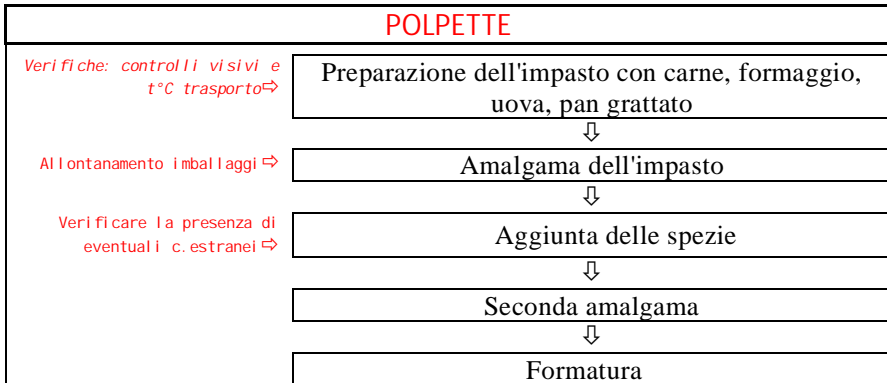 POLPETTE
Verifiche: controlli visivi e
t°C trasporto⇨
Preparazione dell'impasto con carne, formaggio,
uova, pan grattato
⇩
Allontanamento imballaggi⇨
Amalgama dell'impasto
⇩
Verificare la presenza di
eventuali c.estranei⇨
Aggiunta delle spezie
⇩
Seconda amalgama
⇩
Formatura